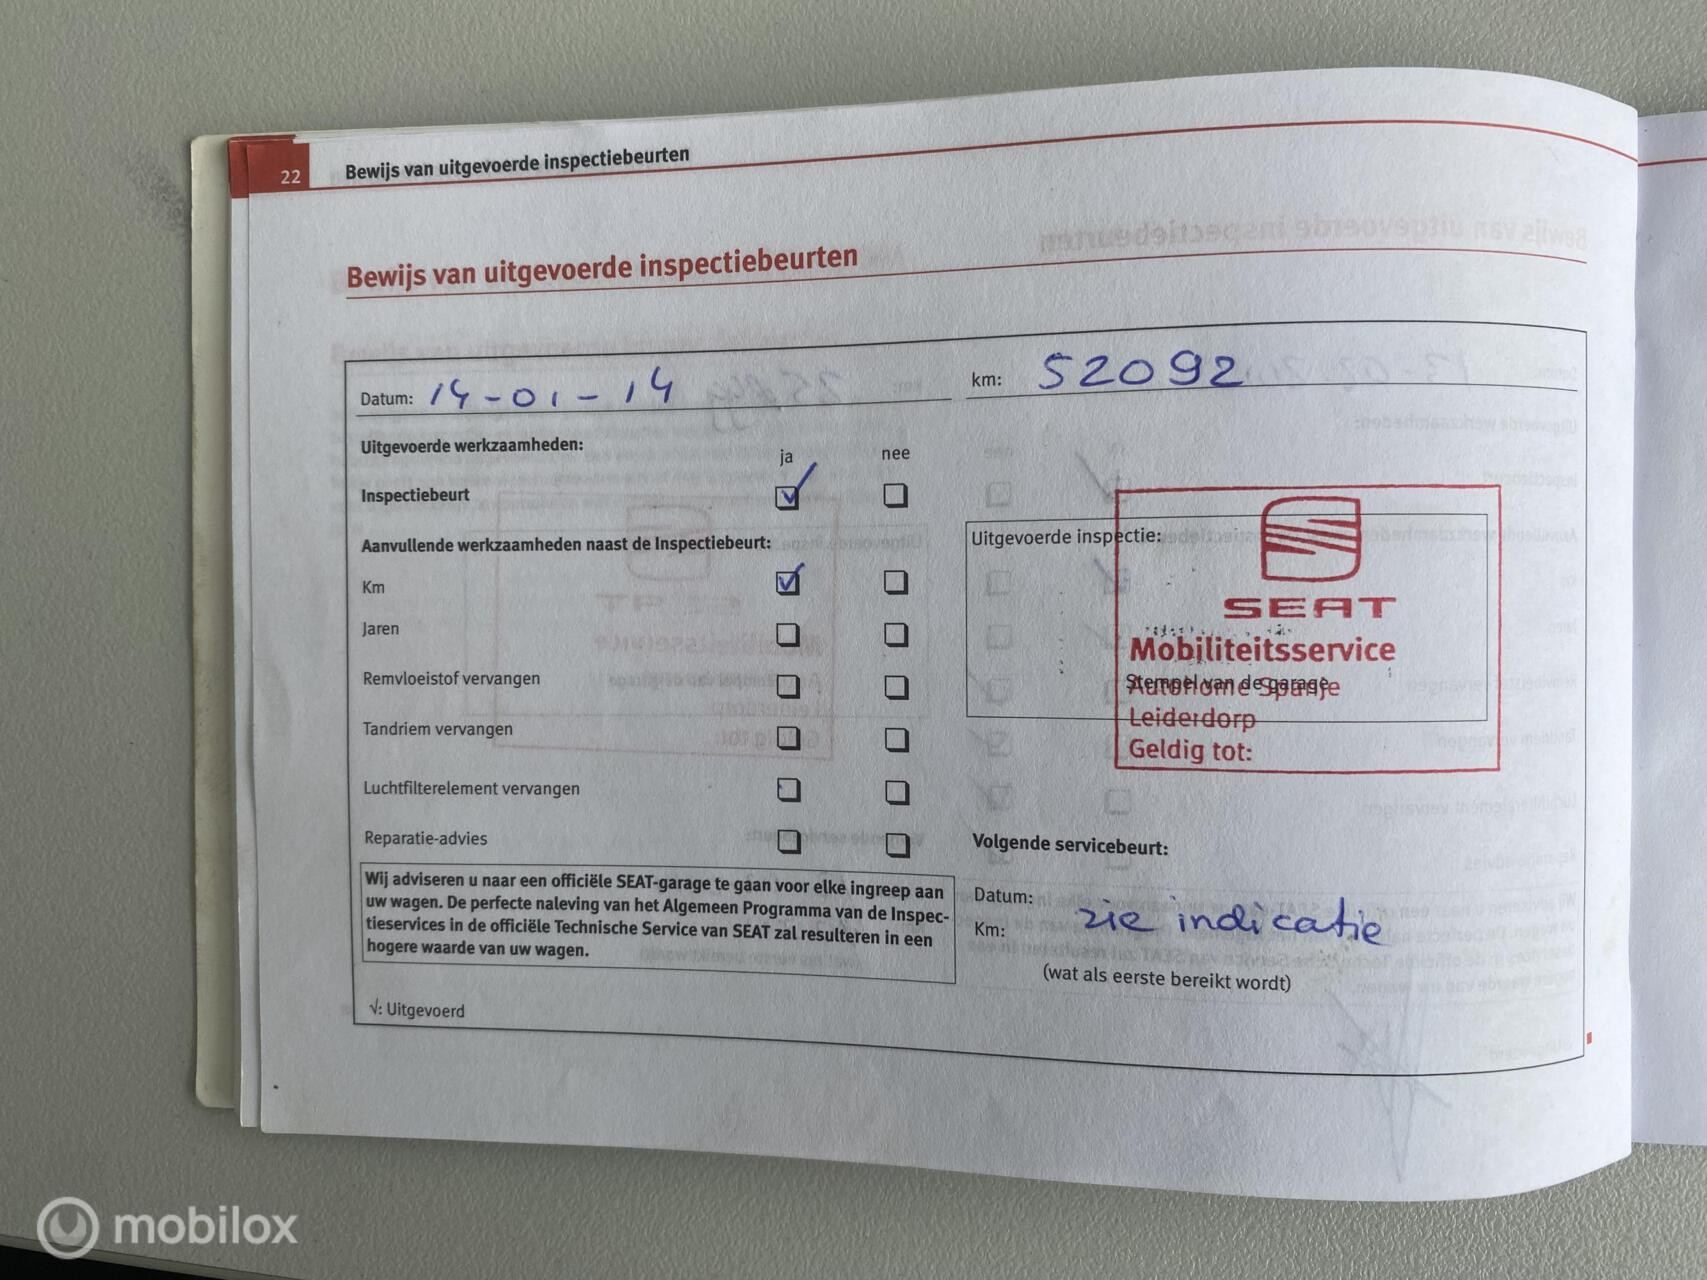 22
Bewijs van uitgevoerde inspectiebeurten
Bewijs van uitgevoerde inspectiebeurten
Datum: 14-01-14
km: 52092
Uitgevoerde werkzaamheden:
ja nee
Inspectiebeurt
Aanvullende werkzaamheden naast de Inspectiebeurt:
Km
Jaren
Remvloeistof vervangen
Tandriem vervangen
Luchtfilterelement vervangen
Reparatie-advies
Wij adviseren u naar een officiële SEAT-garage te gaan voor elke ingreep aan
uw wagen. De perfecte naleving van het Algemeen Programma van de Inspec-
tieservices in de officiële Technische Service van SEAT zal resulteren in een
hogere waarde van uw wagen.
√: Uitgevoerd
Uitgevoerde inspectie:
SEAT
Mobiliteitsservice
Stempel van de garage
Autohome Spanje
Leiderdorp
Geldig tot:
Volgende servicebeurt:
Datum:
Km:
zie indicatie
(wat als eerste bereikt wordt)
mobilox